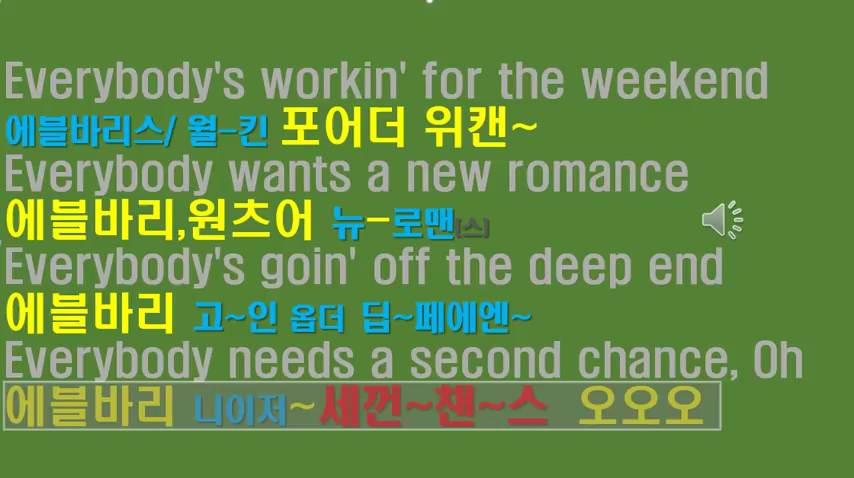 Everybody's workin' for the weekend
에블바리스/ 월-킨 포어더 위캔~
Everybody wants a new romance
에블바리,원츠어 뉴-로맨[스]
Everybody's goin' off the deep end
에블바리 고~인 옵더 딥~페에엔~
Everybody needs a second chance, Oh
에블바리 니이저~세껀~챈~스 오오오